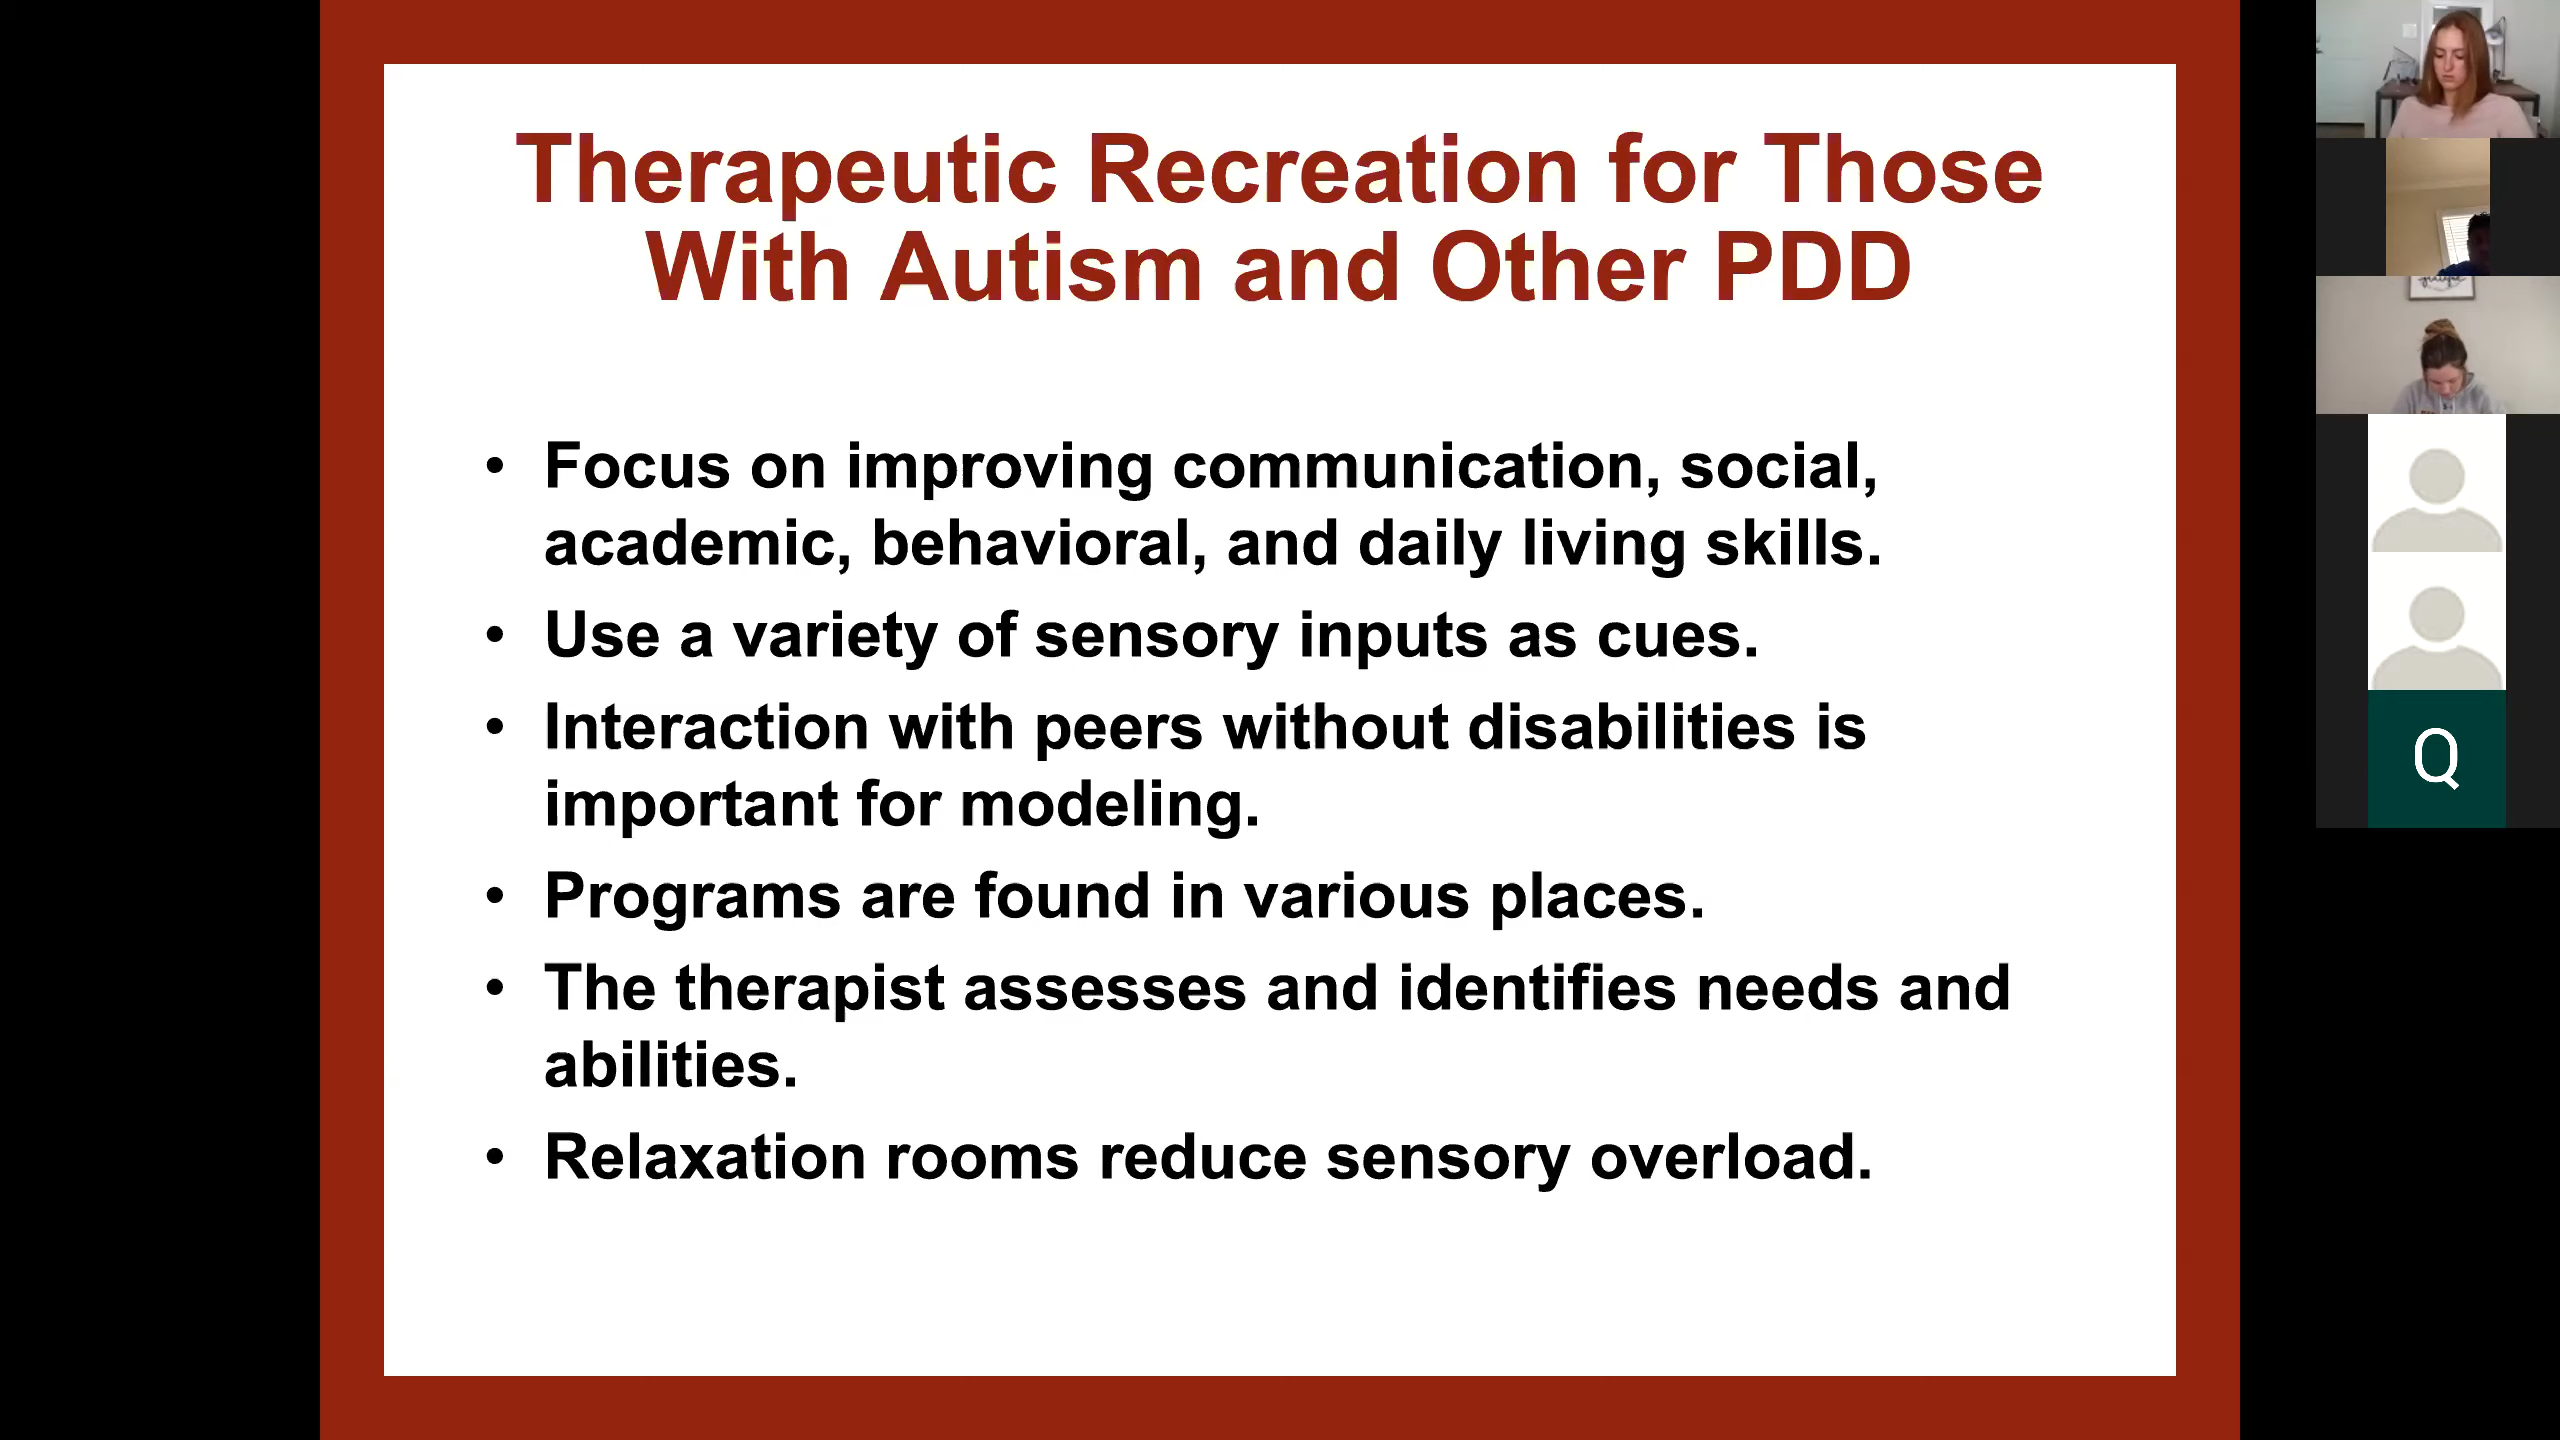 Therapeutic Recreation for Those
With Autism and Other PDD
• Focus on improving communication, social,
academic, behavioral, and daily living skills.
• Use a variety of sensory inputs as cues.
• Interaction with peers without disabilities is
important for modeling.
• Programs are found in various places.
• The therapist assesses and identifies needs and
abilities.
• Relaxation rooms reduce sensory overload.
Q